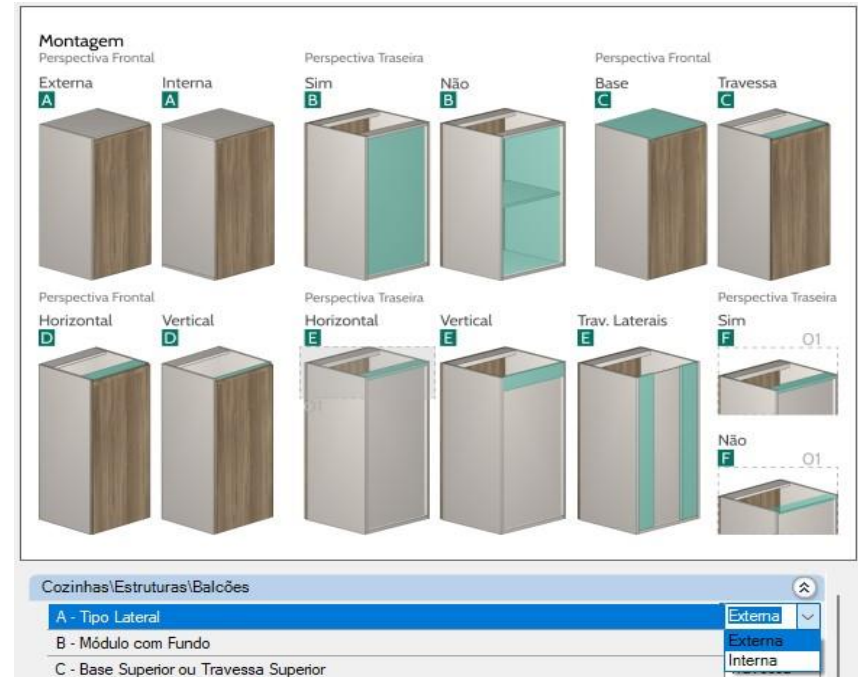 Montagem
Perspectiva Frontal
Perspectiva Traseira
Perspectiva Frontal
Externa
Interna
Sim
Não
Base
Travessa
A
A
B
B
C
C
Perspectiva Frontal
Perspectiva Traseira
Perspectiva Traseira
Horizontal
Vertical
Horizontal
Vertical
Trav. Laterais
Sim
D
D
E
E
E
F
O1
O1
Não
F
O1
Cozinhas\Estruturas\Balcões
A - Tipo Lateral
Externa
B - Módulo com Fundo
Externa
C - Base Superior ou Travessa Superior
Interna